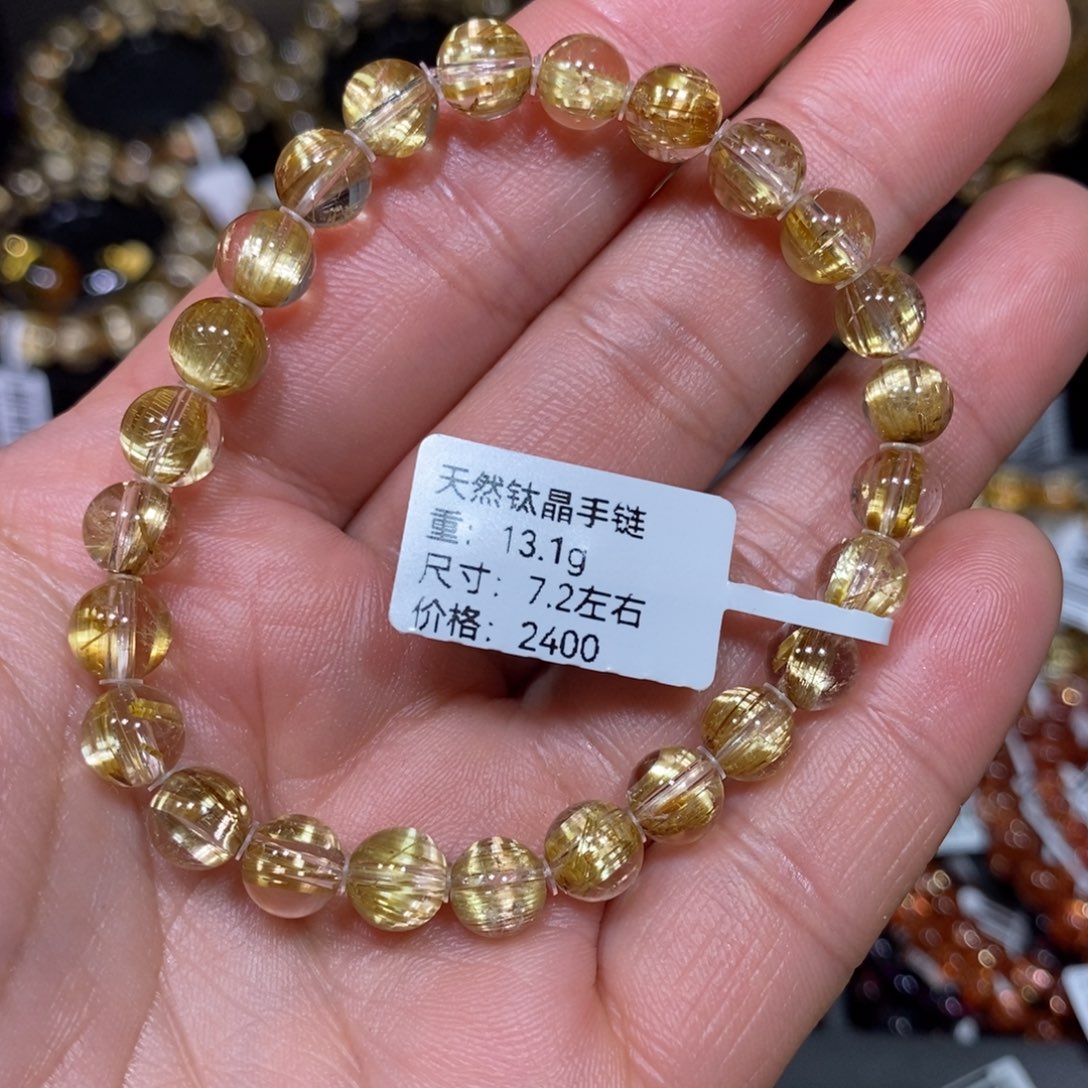 天然钛晶手链
重: 13.1g
尺寸: 7.2左右
价格: 2400